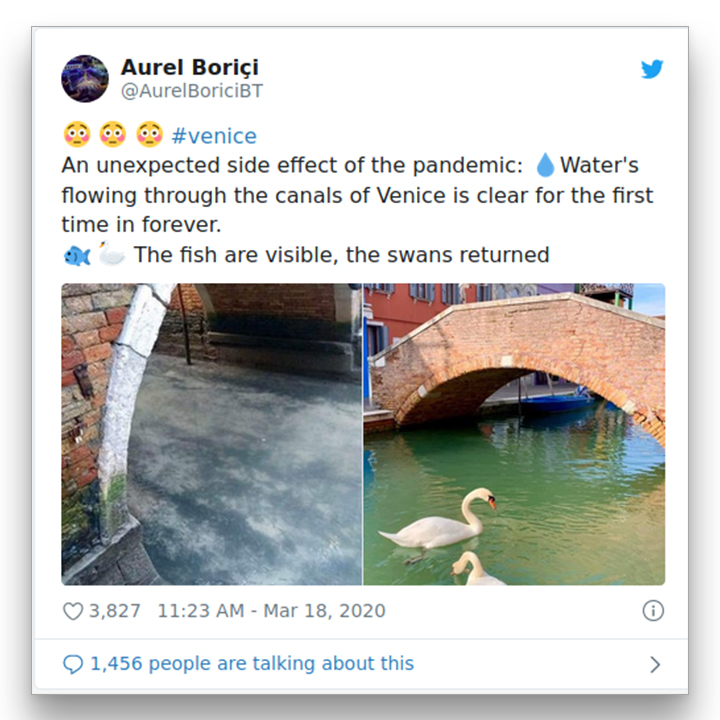 Aurel Boriçi
@AurelBoriciBT
😳 😳 😳 #venice
An unexpected side effect of the pandemic: 💧Water's
flowing through the canals of Venice is clear for the first
time in forever.
🐟 🦢 The fish are visible, the swans returned
3,827 11:23 AM - Mar 18, 2020
1,456 people are talking about this